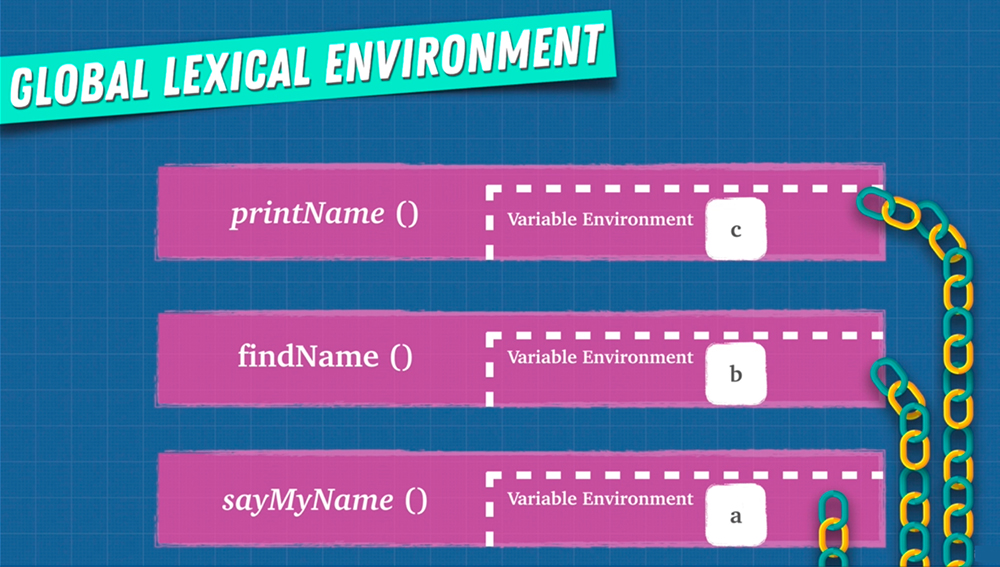 GLOBAL LEXICAL ENVIRONMENT
printName ()
Variable Environment
c
findName ()
Variable Environment
b
sayMyName ()
Variable Environment
a